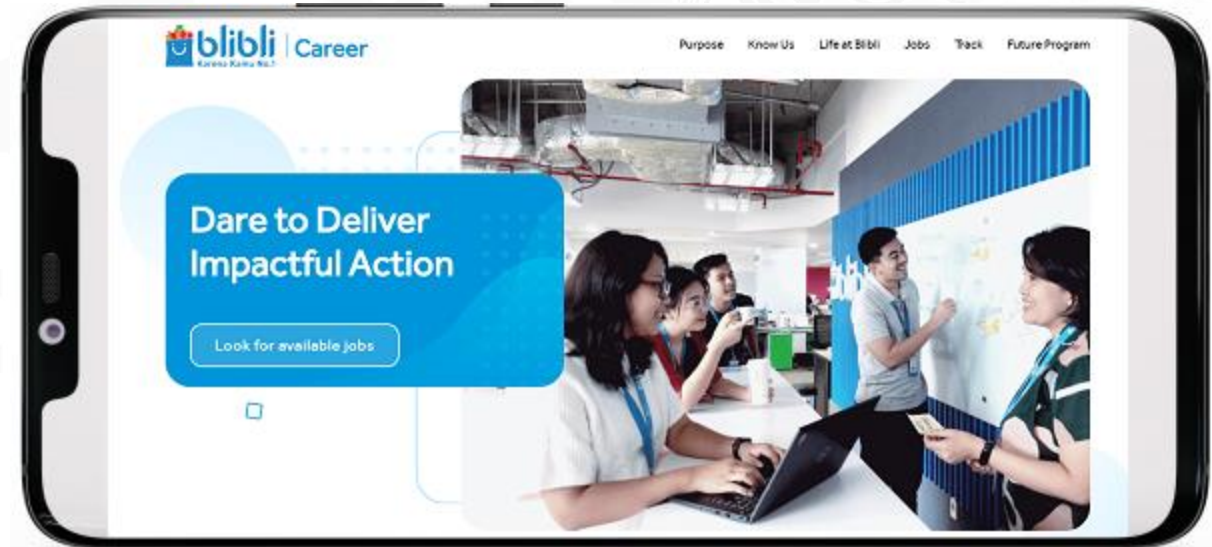 blibli Career
Karena Kamu No.1
Purpose Know Us Life at Blibli Jobs Track Future Program
Dare to Deliver
Impactful Action
Look for available jobs